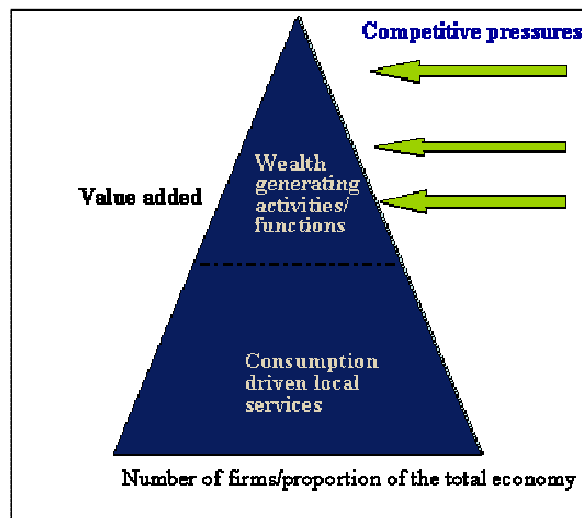 Competitive pressures
Wealth
generating
activities/
functions
Value added
Consumption
driven local
services
Number of firms/proportion of the total economy